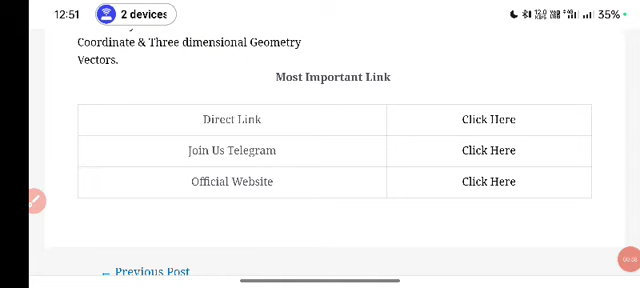 12:51 2 devices 35%
Coordinate & Three dimensional Geometry
Vectors.
Most Important Link
Direct Link Click Here
Join Us Telegram Click Here
Official Website Click Here
← Previous Post